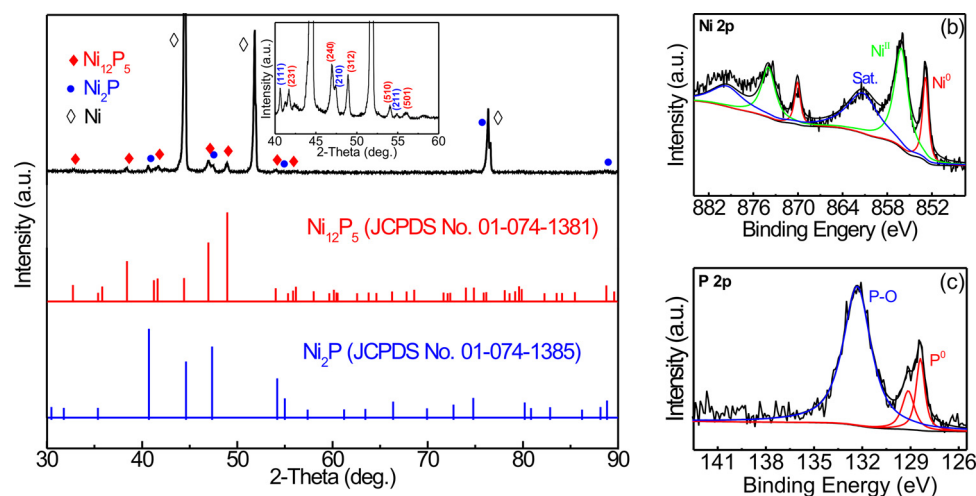 Ni12P5
Ni2P
Ni
Intensity (a.u.)
(111)
(231)
(240)
(210)
(312)
(510)
(211)
(501)
40 45 50 55 60
2-Theta (deg.)
Ni12P5 (JCPDS No. 01-074-1381)
Ni2P (JCPDS No. 01-074-1385)
Intensity (a.u.)
30 40 50 60 70 80 90
2-Theta (deg.)
Ni 2p
(b)
NiII
Sat.
Ni0
Intensity (a.u.)
882 876 870 864 856 852
Binding Engery (eV)
P 2p
(c)
P-O
P0
Intensity (a.u.)
141 138 135 132 129 126
Binding Energy (eV)